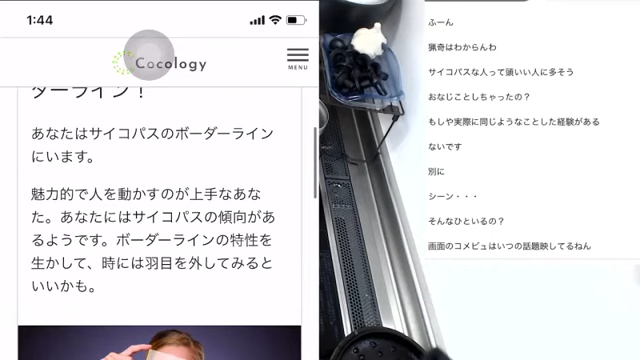 1:44
Cocology
MENU
ダーライン！
あなたはサイコパスのボーダーライン
にいます。
魅力的で人を動かすのが上手なあな
た。あなたにはサイコパスの傾向があ
るようです。ボーダーラインの特性を
生かして、時には羽目を外してみると
いいかも。
ふーん
猟奇はわからんわ
サイコパスな人って頭いい人に多そう
おなじことしちゃったの？
もしや実際に同じようなことした経験がある
ないです
別に
シーン・・・
そんなひといるの？
画面のコメビュはいつの話題映してるねん